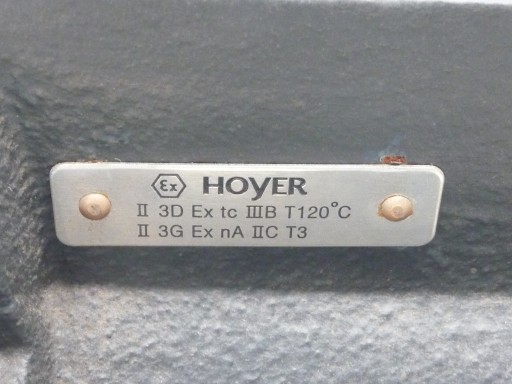 Ex HOYER
II 3D Ex tc IIIB T120°C
II 3G Ex nA IIC T3